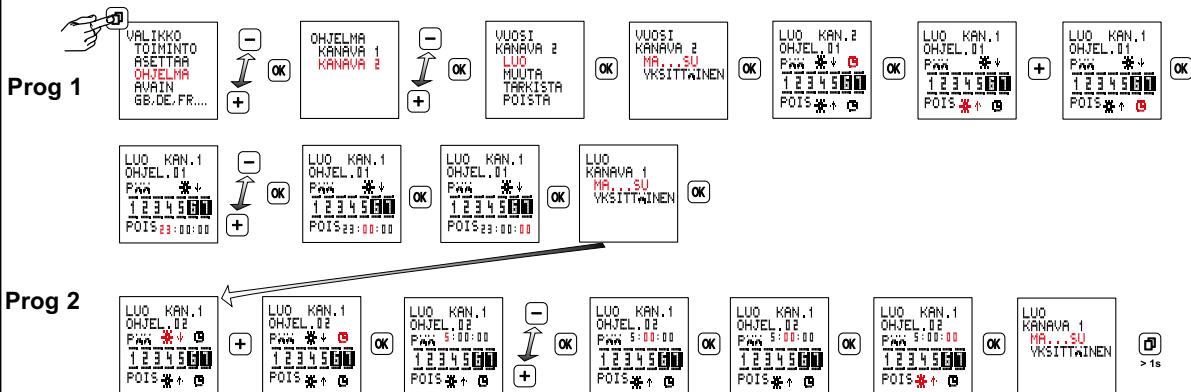 VALIKKO
TOIMINTO
ASETTAA
OHJELMA
AVAIN
GB,DE,FR....
−
+
OK
OHJELMA
KANAVA 1
KANAVA 2
−
+
OK
VUOSI
KANAVA 2
LUO
MUUTA
TARKISTA
POISTA
OK
VUOSI
KANAVA 2
MA...SU
YKSITTÄINEN
OK
LUO KAN.2
OHJEL.01
PÄÄ ↓
1 2 3 4 5 6 7
POIS ↑
OK
LUO KAN.1
OHJEL.01
PÄÄ ↓
1 2 3 4 5 6 7
POIS ↑
+
LUO KAN.1
OHJEL.01
PÄÄ ↓
1 2 3 4 5 6 7
POIS ↑
OK
Prog 1
LUO KAN.1
OHJEL.01
PÄÄ ↓
1 2 3 4 5 6 7
POIS 23:00:00
−
+
OK
LUO KAN.1
OHJEL.01
PÄÄ ↓
1 2 3 4 5 6 7
POIS 23:00:00
OK
LUO KAN.1
OHJEL.01
PÄÄ ↓
1 2 3 4 5 6 7
POIS 23:00:00
OK
LUO
KANAVA 1
MA...SU
YKSITTÄINEN
OK
Prog 2
LUO KAN.1
OHJEL.02
PÄÄ ↓
1 2 3 4 5 6 7
POIS ↑
+
LUO KAN.1
OHJEL.02
PÄÄ ↓
1 2 3 4 5 6 7
POIS ↑
OK
LUO KAN.1
OHJEL.02
PÄÄ 5:00:00
1 2 3 4 5 6 7
POIS ↑
−
+
OK
LUO KAN.1
OHJEL.02
PÄÄ 5:00:00
1 2 3 4 5 6 7
POIS ↑
OK
LUO KAN.1
OHJEL.02
PÄÄ 5:00:00
1 2 3 4 5 6 7
POIS ↑
OK
LUO KAN.1
OHJEL.02
PÄÄ 5:00:00
1 2 3 4 5 6 7
POIS ↑
OK
LUO
KANAVA 1
MA...SU
YKSITTÄINEN
> 1s